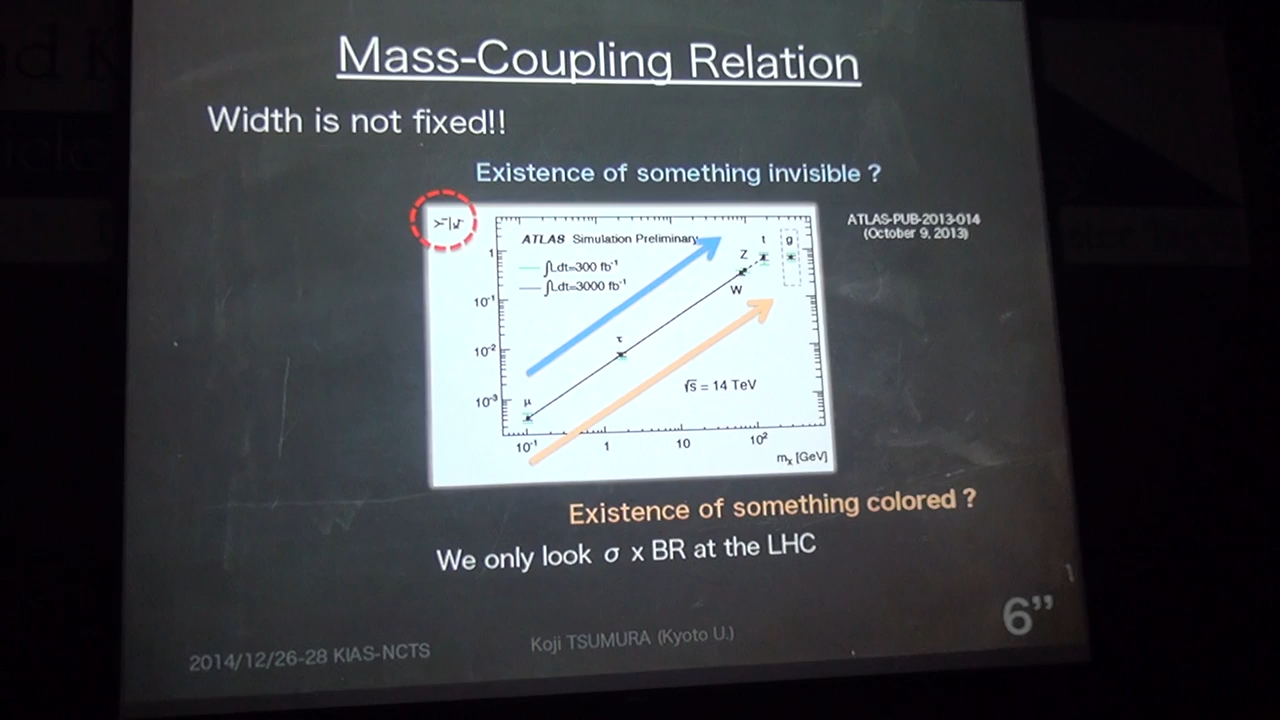 Mass-Coupling Relation
Width is not fixed!!
Existence of something invisible ?
ATLAS-PUB-2013-014
(October 9, 2013)
ATLAS Simulation Preliminary
∫Ldt=300 fb⁻¹
∫Ldt=3000 fb⁻¹
t
g
Z
W
τ
μ
1
10⁻¹
10⁻²
10⁻³
√s = 14 TeV
10⁻¹ 1 10 10²
mₓ [GeV]
Existence of something colored ?
We only look σ x BR at the LHC
6”
2014/12/26-28 KIAS-NCTS
Koji TSUMURA (Kyoto U.)